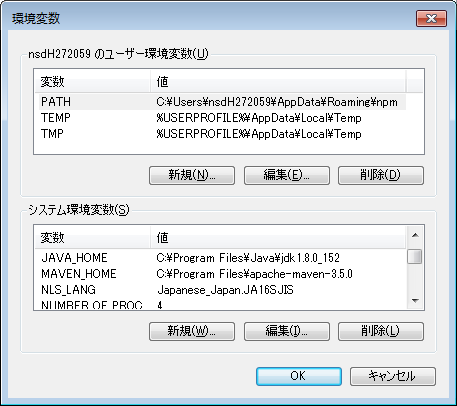 環境変数
nsdH272059 のユーザー環境変数(U)
変数 値
PATH C:¥Users¥nsdH272059¥AppData¥Roaming¥npm
TEMP %USERPROFILE%¥AppData¥Local¥Temp
TMP %USERPROFILE%¥AppData¥Local¥Temp
新規(N)... 編集(E)... 削除(D)
システム環境変数(S)
変数 値
JAVA_HOME C:¥Program Files¥Java¥jdk1.8.0_152
MAVEN_HOME C:¥Program Files¥apache-maven-3.5.0
NLS_LANG Japanese_Japan.JA16SJIS
NUMBER OF PROC 4
新規(W)... 編集(I)... 削除(L)
OK キャンセル